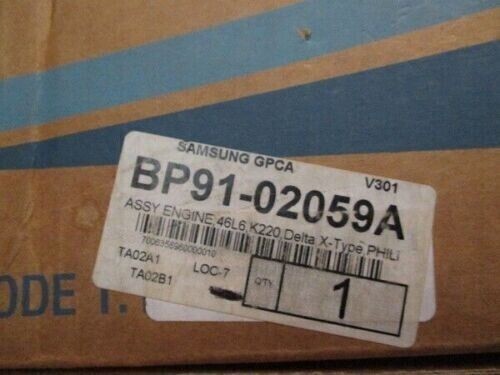 SAMSUNG GPCA V301
BP91-02059A
ASSY ENGINE,46L6,K220,Delta X-Type PHILI
7006358960000010
TA02A1
TA02B1
LOC-7
QTY
1
ODE 1.